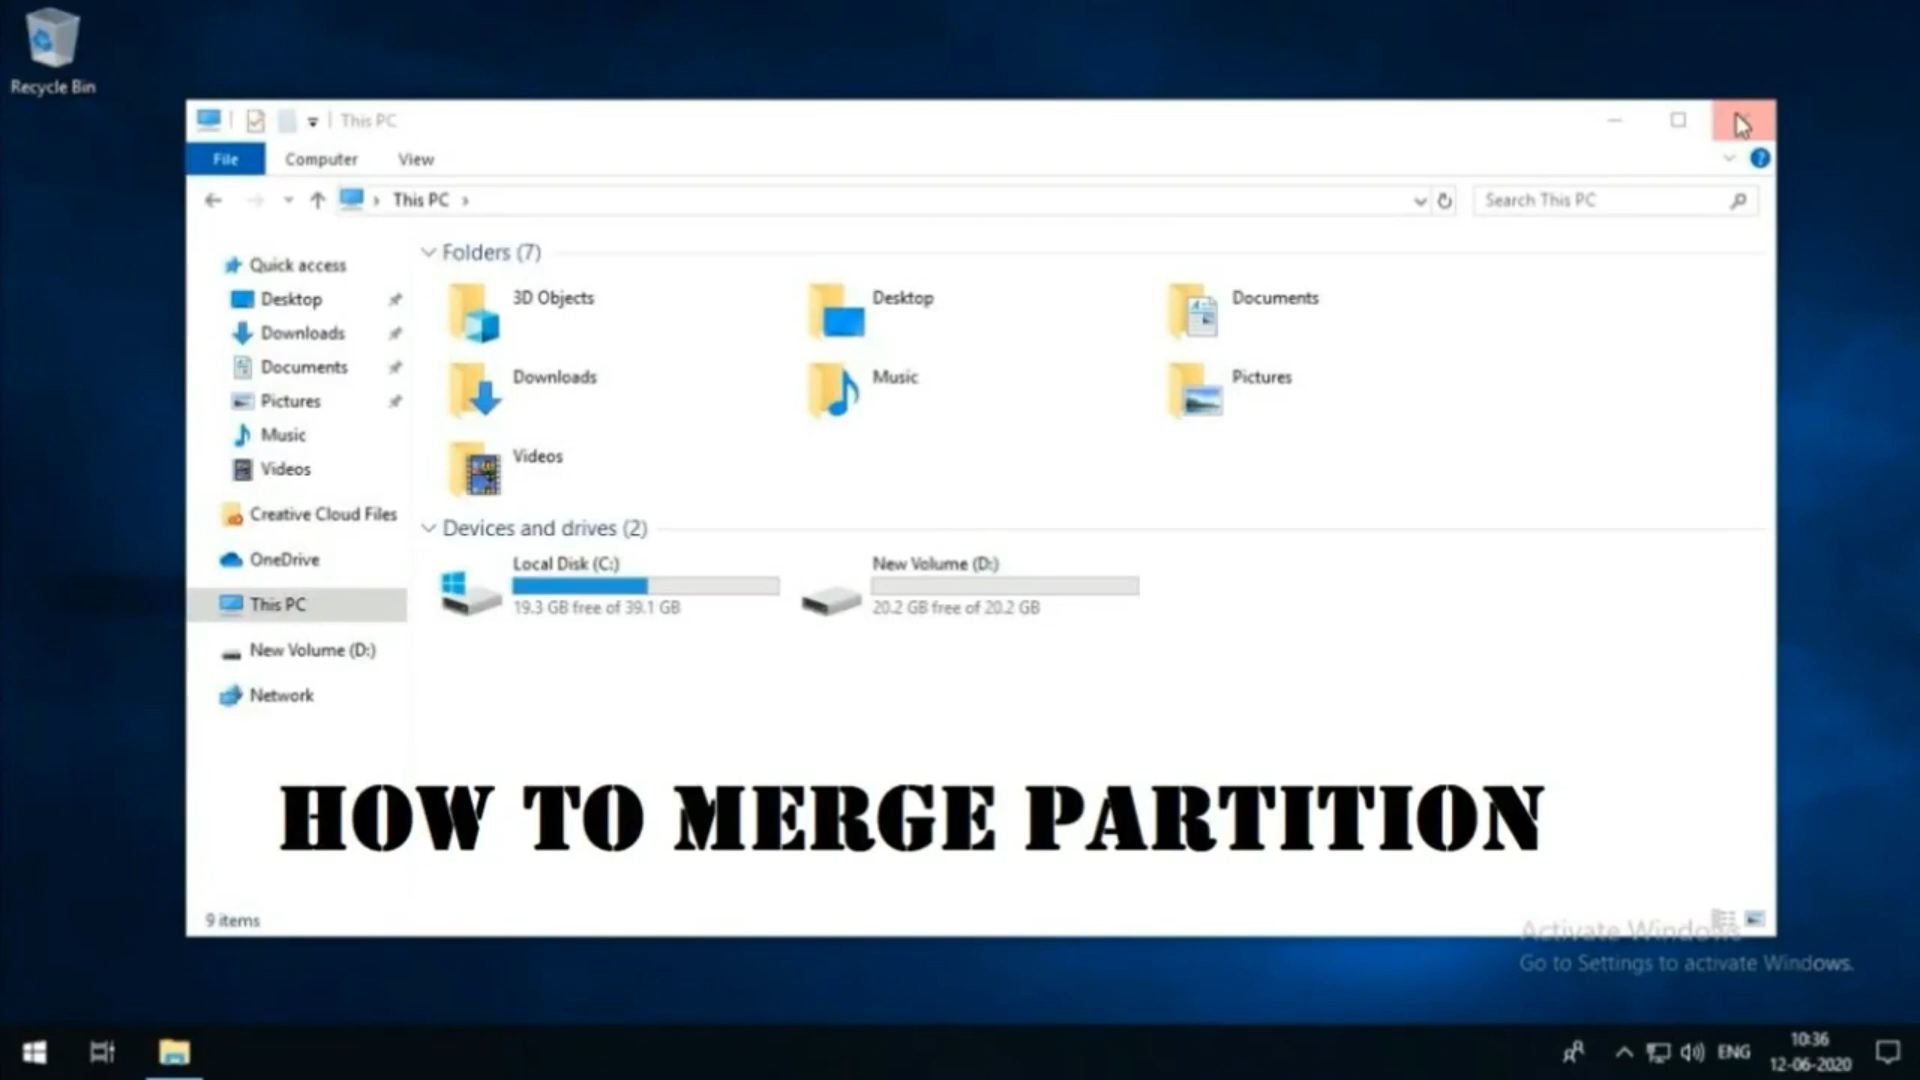 Recycle Bin
This PC
File Computer View
This PC
Search This PC
Quick access
Desktop
Downloads
Documents
Pictures
Music
Videos
Creative Cloud Files
OneDrive
This PC
New Volume (D:)
Network
Folders (7)
3D Objects
Desktop
Documents
Downloads
Music
Pictures
Videos
Devices and drives (2)
Local Disk (C:)
19.3 GB free of 39.1 GB
New Volume (D:)
20.2 GB free of 20.2 GB
HOW TO MERGE PARTITION
9 items
Activate Windows
Go to Settings to activate Windows.
ENG
10:36
12-06-2020